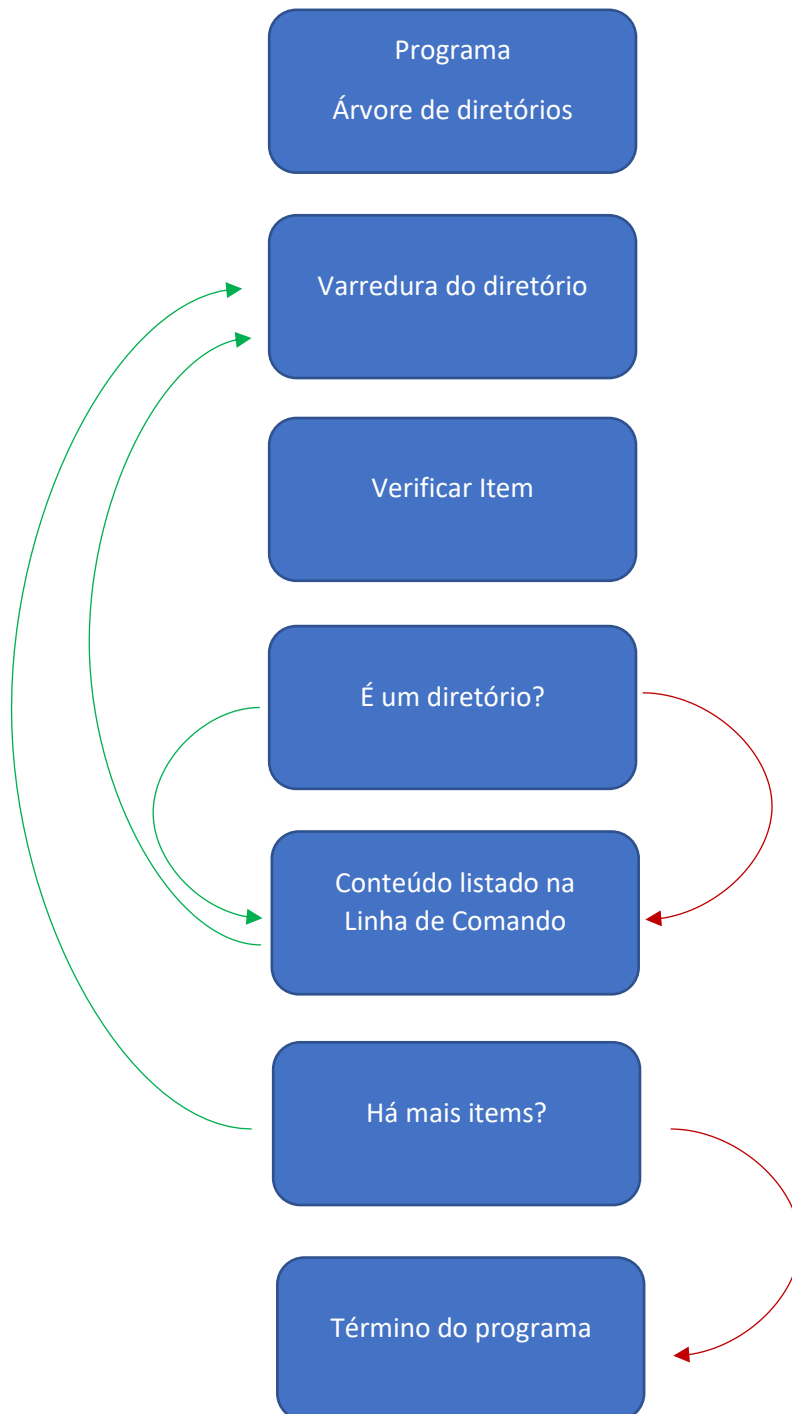 Programa
Árvore de diretórios
Varredura do diretório
Verificar Item
É um diretório?
Conteúdo listado na
Linha de Comando
Há mais items?
Término do programa